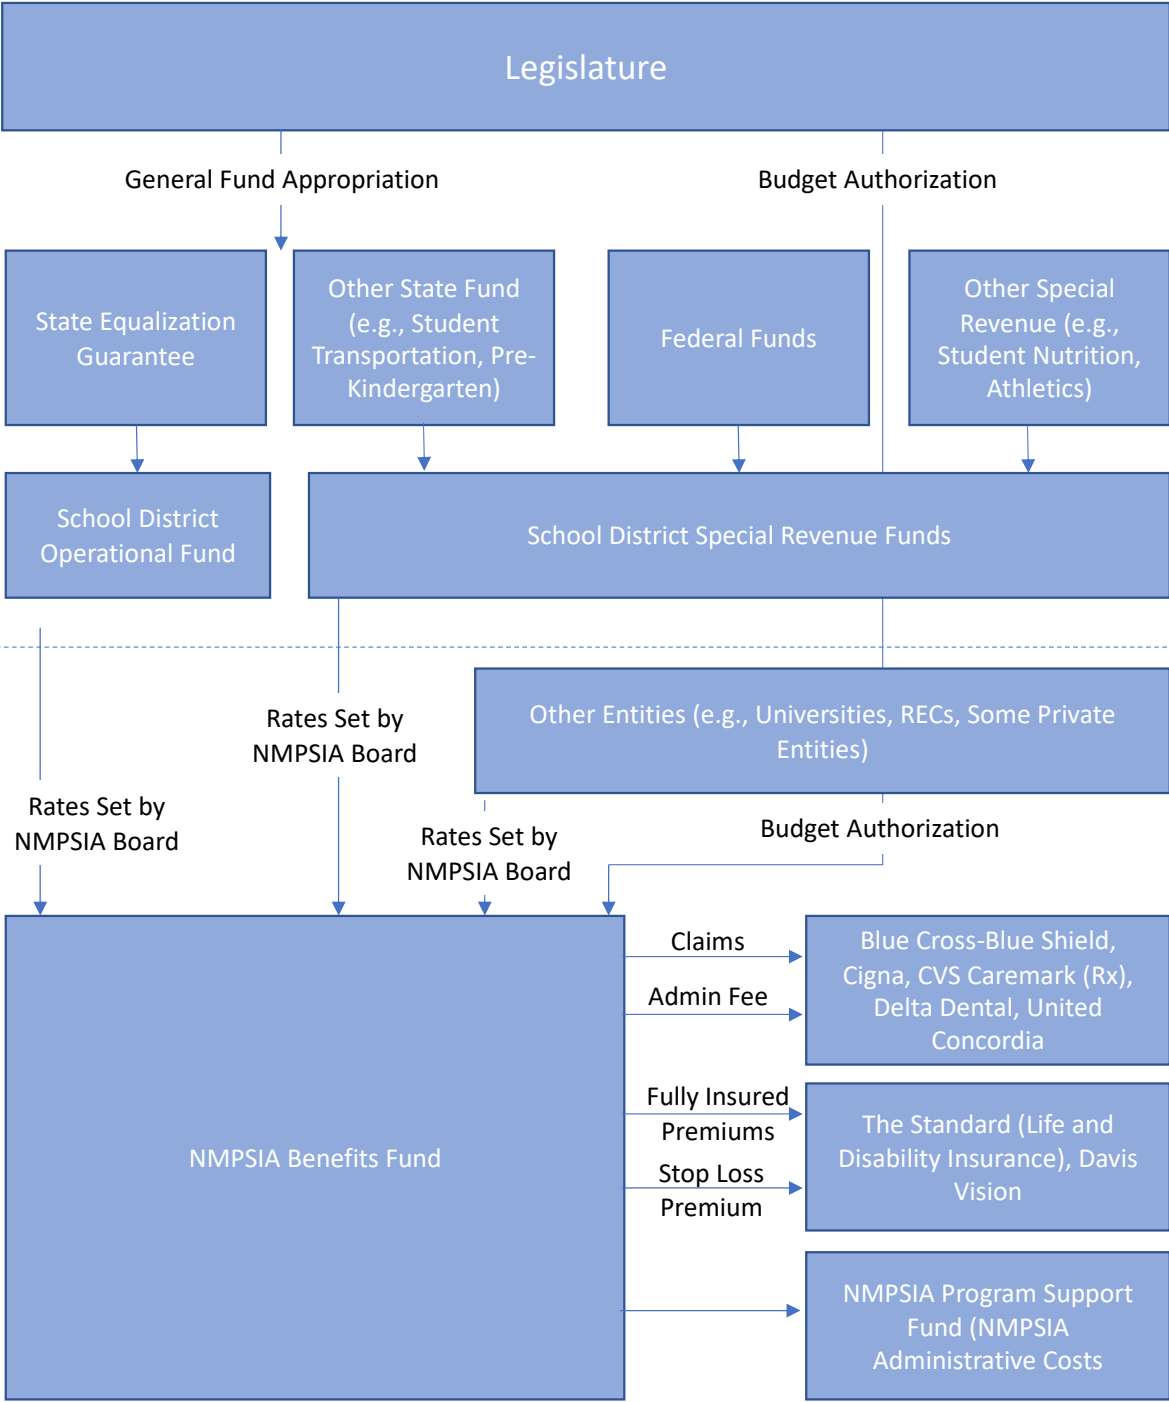 Legislature
General Fund Appropriation
Budget Authorization
State Equalization
Guarantee
Other State Fund
(e.g., Student
Transportation, Pre-
Kindergarten)
Federal Funds
Other Special
Revenue (e.g.,
Student Nutrition,
Athletics)
School District
Operational Fund
School District Special Revenue Funds
Other Entities (e.g., Universities, RECs, Some Private
Entities)
Rates Set by
NMPSIA Board
Rates Set by
NMPSIA Board
Rates Set by
NMPSIA Board
Budget Authorization
NMPSIA Benefits Fund
Claims
Admin Fee
Blue Cross-Blue Shield,
Cigna, CVS Caremark (Rx),
Delta Dental, United
Concordia
Fully Insured
Premiums
Stop Loss
Premium
The Standard (Life and
Disability Insurance), Davis
Vision
NMPSIA Program Support
Fund (NMPSIA
Administrative Costs